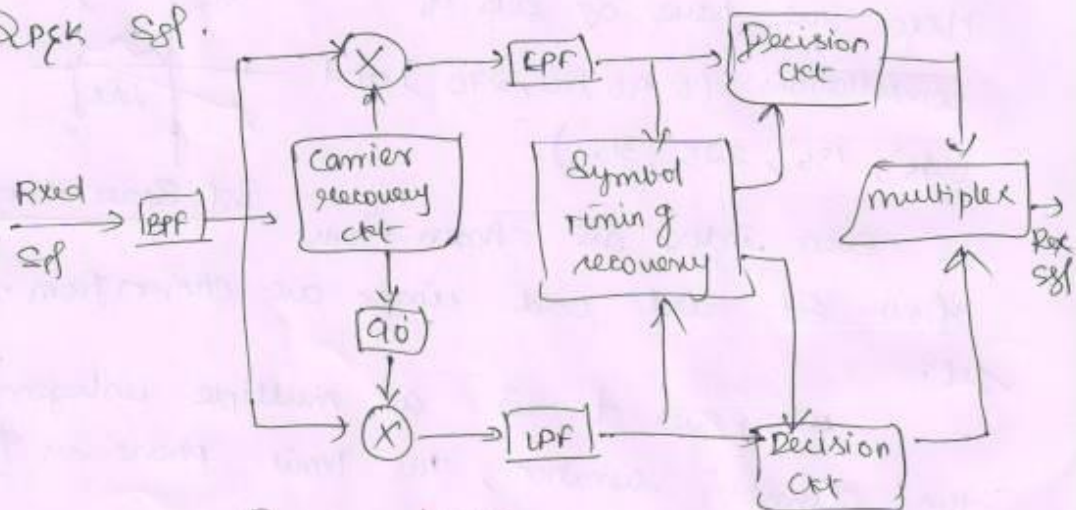 Qpsk Sgl.
X
LPF
Decision
ckt
Rxed
Sgl
BPF
Carrier
recovery
ckt
Symbol
Timing
recovery
multiplex
Rex
Sgl
90°
X
LPF
Decision
ckt